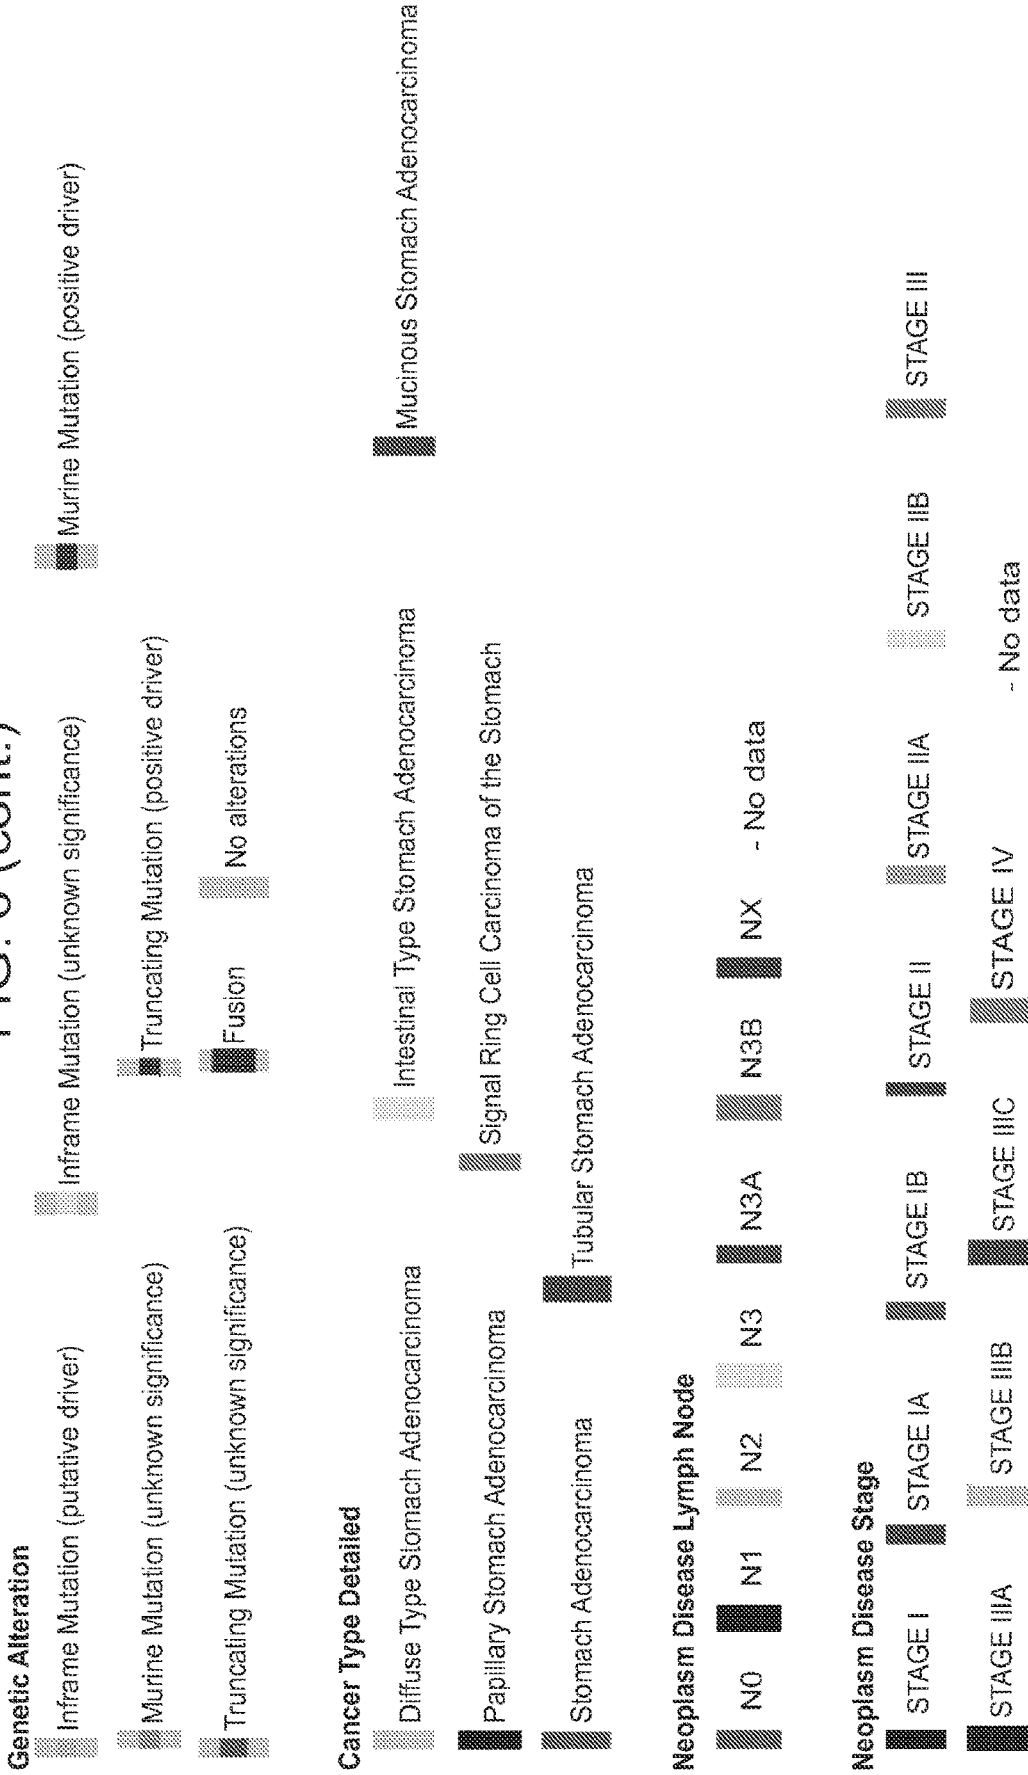 FIG. 6 (cont.)
Genetic Alteration
Inframe Mutation (putative driver) Inframe Mutation (unknown significance) Murine Mutation (positive driver)
Murine Mutation (unknown significance) Truncating Mutation (positive driver)
Truncating Mutation (unknown significance) Fusion No alterations
Cancer Type Detailed
Diffuse Type Stomach Adenocarcinoma Intestinal Type Stomach Adenocarcinoma Mucinous Stomach Adenocarcinoma
Papillary Stomach Adenocarcinoma Signal Ring Cell Carcinoma of the Stomach
Stomach Adenocarcinoma Tubular Stomach Adenocarcinoma
Neoplasm Disease Lymph Node
N0 N1 N2 N3 N3A N3B NX - No data
Neoplasm Disease Stage
STAGE I STAGE IA STAGE IB STAGE II STAGE IIA STAGE IIB STAGE III
STAGE IIIA STAGE IIIB STAGE IIIC STAGE IV - No data